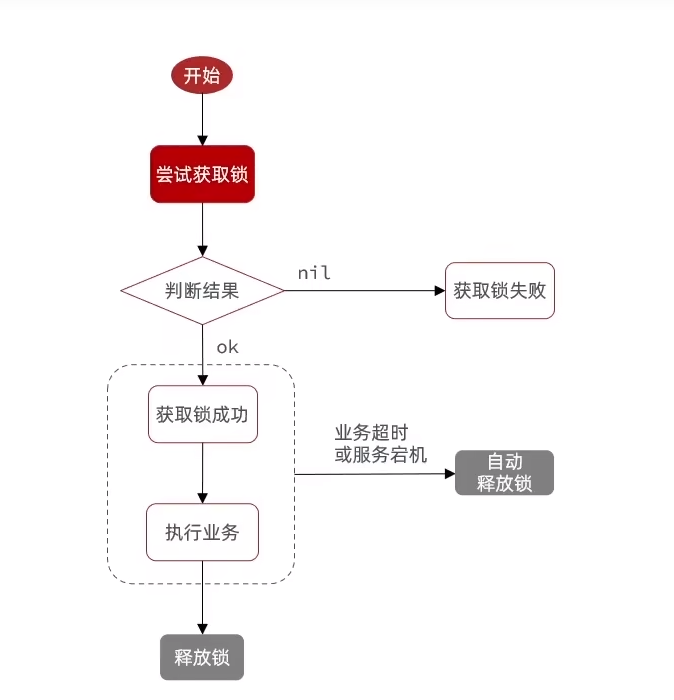 开始
尝试获取锁
判断结果
nil
获取锁失败
ok
获取锁成功
业务超时
或服务宕机
自动
释放锁
执行业务
释放锁